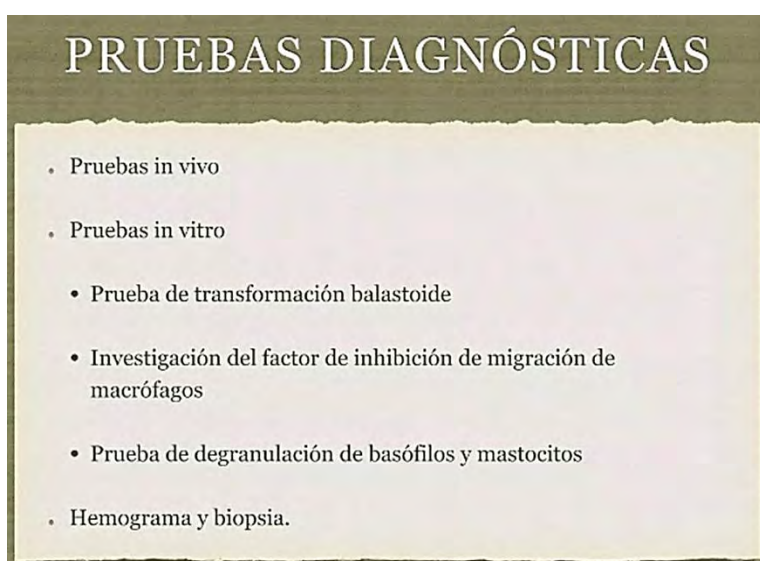 PRUEBAS DIAGNÓSTICAS
• Pruebas in vivo
• Pruebas in vitro
• Prueba de transformación balastoide
• Investigación del factor de inhibición de migración de
macrófagos
• Prueba de degranulación de basófilos y mastocitos
• Hemograma y biopsia.